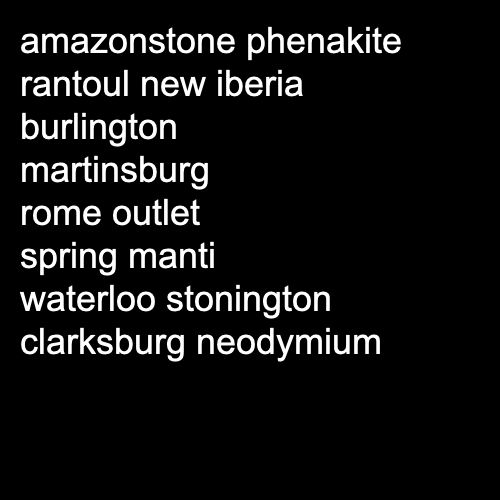 amazonstone phenakite
rantoul new iberia
burlington
martinsburg
rome outlet
spring manti
waterloo stonington
clarksburg neodymium